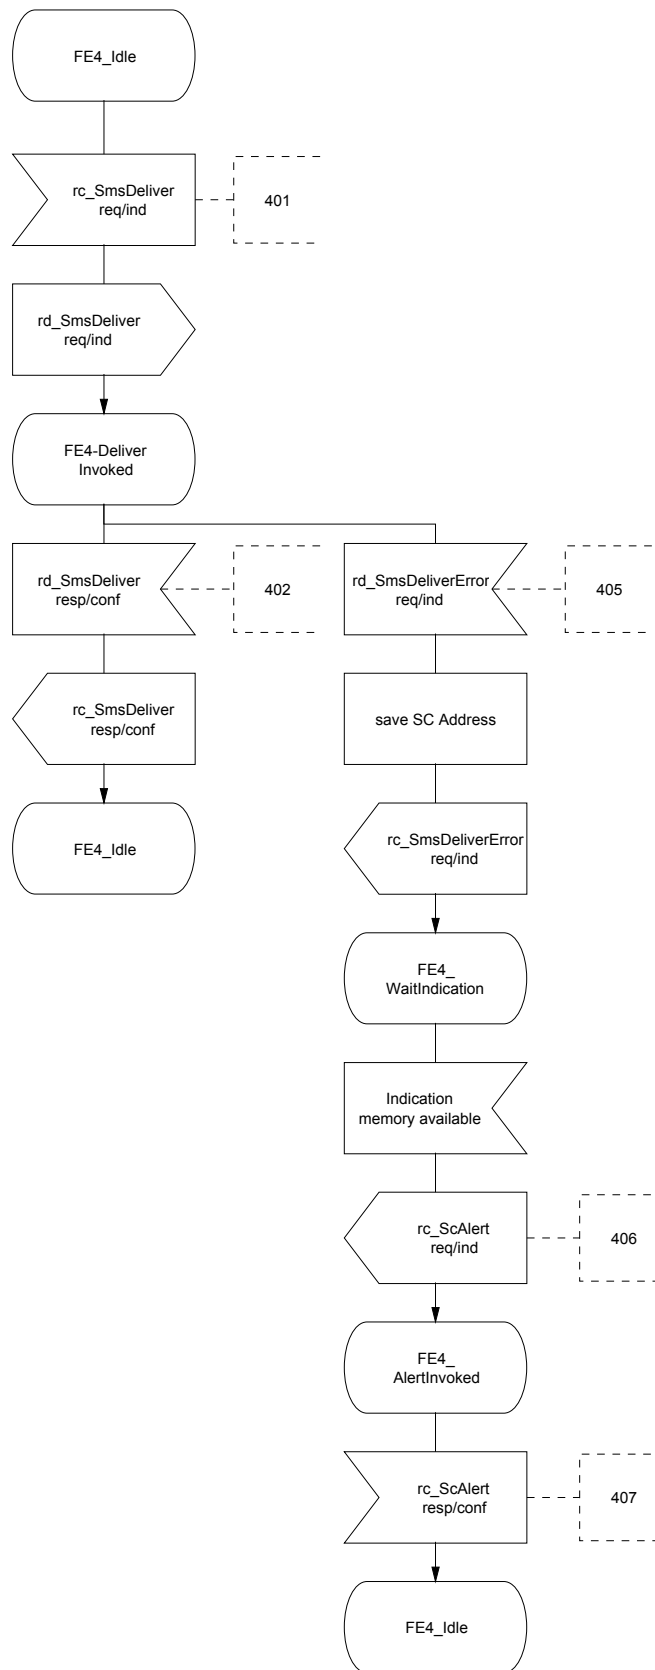 FE4_Idle
rc_SmsDeliver
req/ind
401
rd_SmsDeliver
req/ind
FE4-Deliver
Invoked
rd_SmsDeliver
resp/conf
402
rd_SmsDeliverError
req/ind
405
rc_SmsDeliver
resp/conf
save SC Address
FE4_Idle
rc_SmsDeliverError
req/ind
FE4_
WaitIndication
Indication
memory available
rc_ScAlert
req/ind
406
FE4_
AlertInvoked
rc_ScAlert
resp/conf
407
FE4_Idle